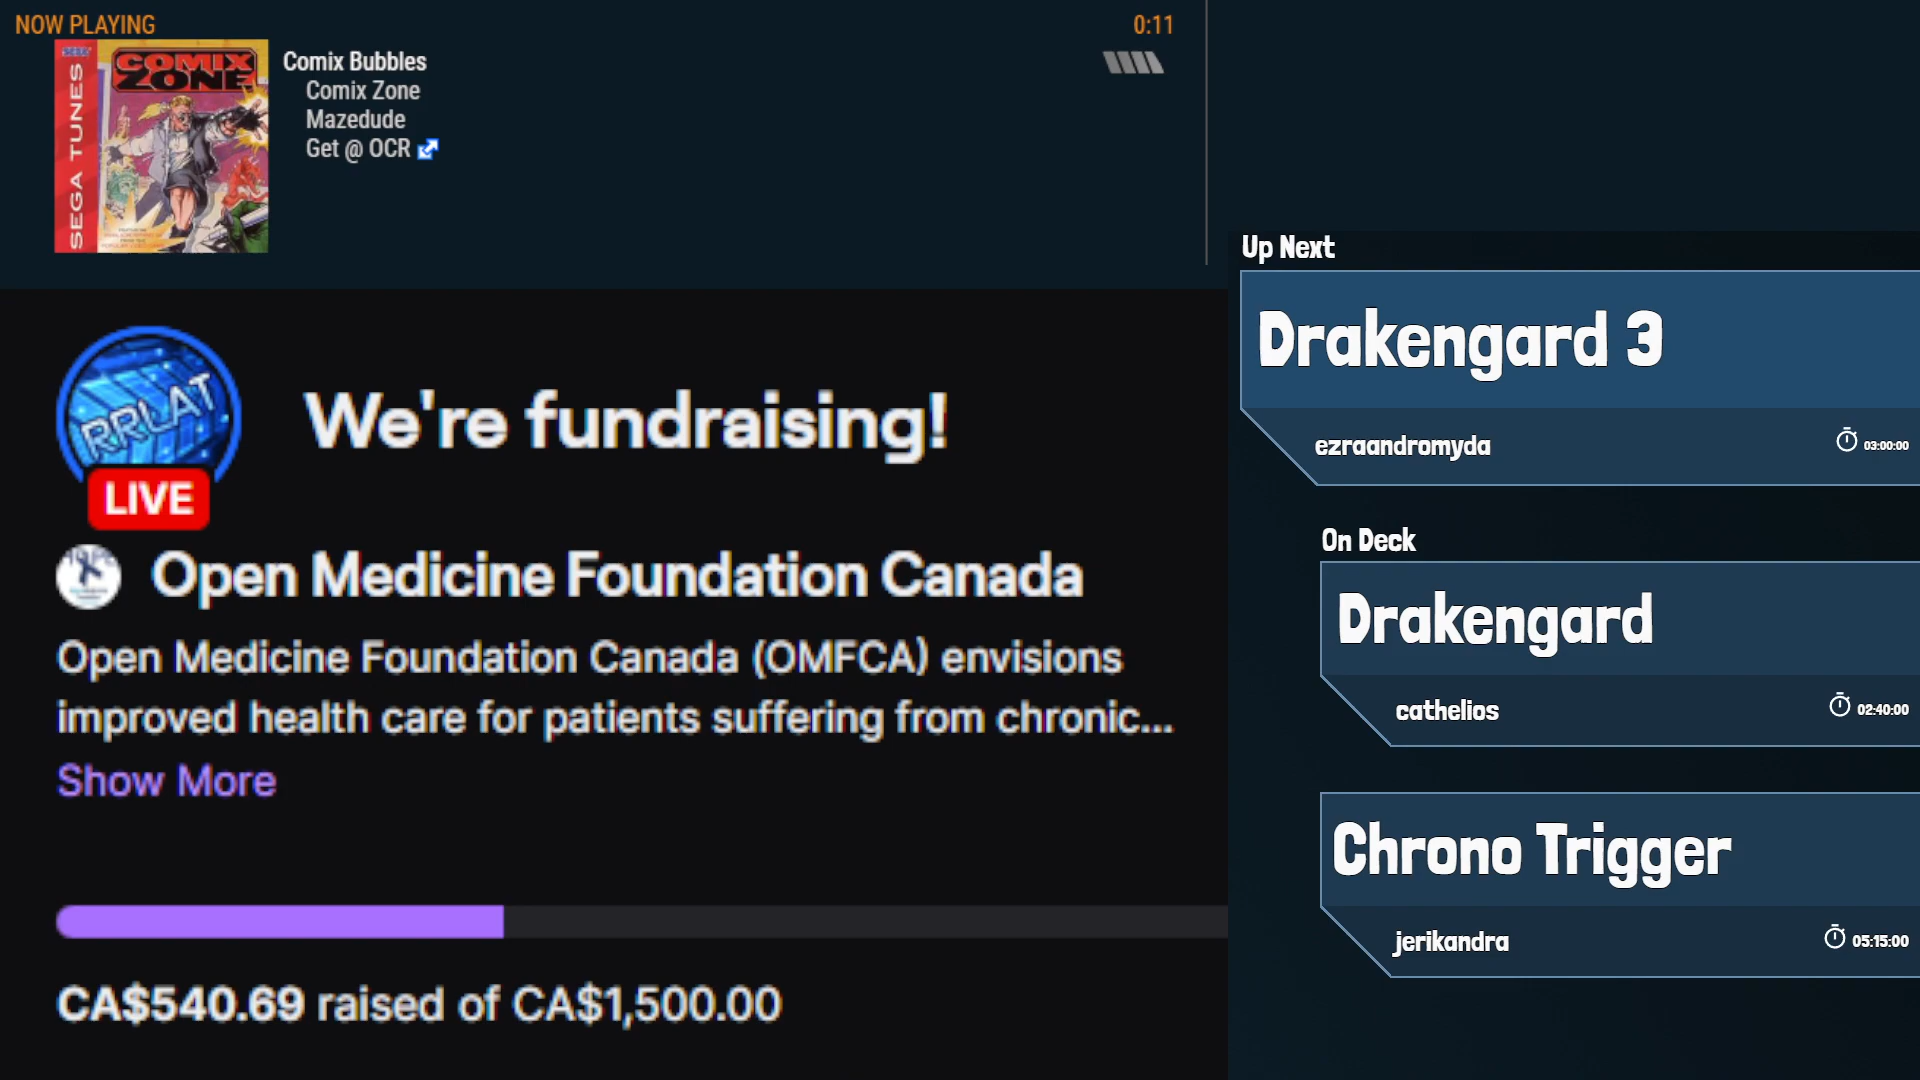 NOW PLAYING
0:11
SEGA
SEGA TUNES
COMIX
ZONE
Comix Bubbles
Comix Zone
Mazedude
Get @ OCR
RRLAT
LIVE
We're fundraising!
Open Medicine Foundation Canada
Open Medicine Foundation Canada (OMFCA) envisions
improved health care for patients suffering from chronic...
Show More
CA$540.69 raised of CA$1,500.00
Up Next
Drakengard 3
ezraandromyda
03:00:00
On Deck
Drakengard
cathelios
02:40:00
Chrono Trigger
jerikandra
05:15:00